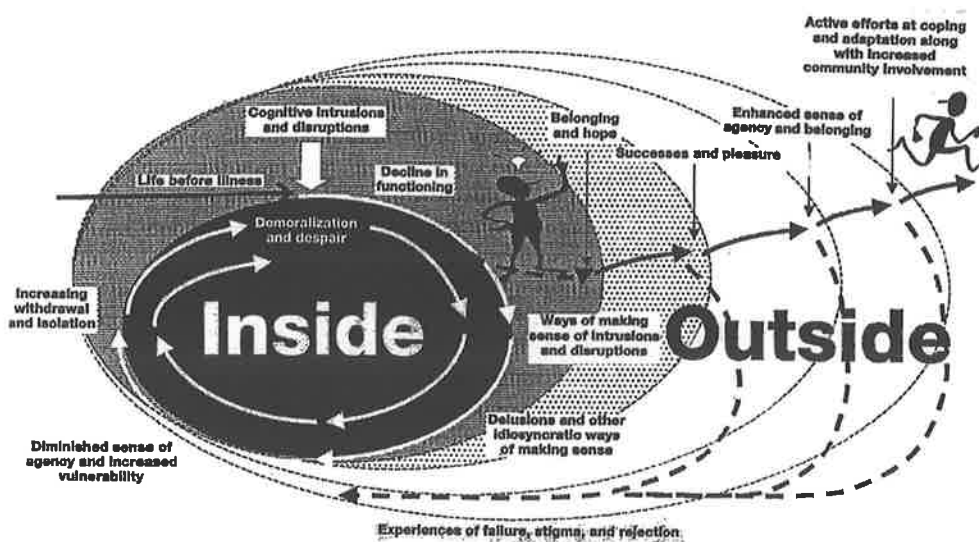 Active efforts at coping
and adaptation along
with increased
community involvement
Cognitive intrusions
and disruptions
Belonging
and hope
Enhanced sense of
agency and belonging
Successes and pleasure
Life before illness
Decline in
functioning
Demoralization
and despair
Increasing
withdrawal
and isolation
Inside
Ways of making
sense of intrusions
and disruptions
Outside
Delusions and other
idiosyncratic ways
of making sense
Diminished sense of
agency and increased
vulnerability
Experiences of failure, stigma, and rejection